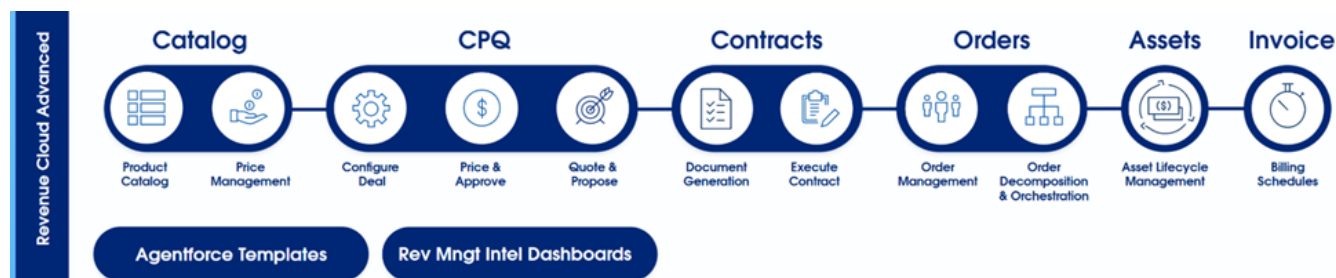 Revenue Cloud Advanced
Catalog
CPQ
Contracts
Orders
Assets
Invoice
($)
$
Product
Catalog
Price
Management
Configure
Deal
Price &
Approve
Quote &
Propose
Document
Generation
Execute
Contract
Order
Management
Order
Decomposition
& Orchestration
Asset Lifecycle
Management
Billing
Schedules
Agentforce Templates
Rev Mngt Intel Dashboards